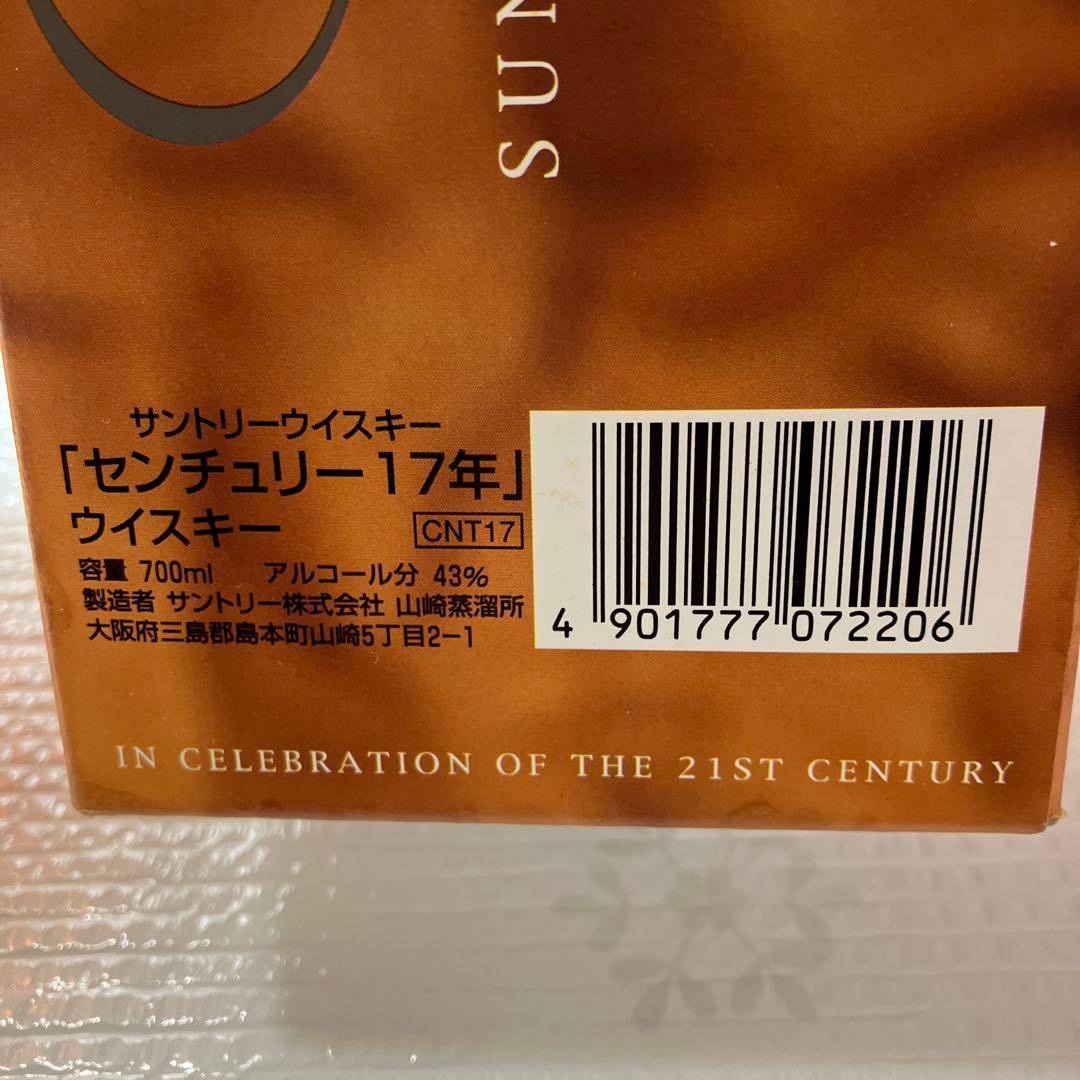 SUN
サントリーウイスキー
「センチュリー17年」
ウイスキー CNT17
容量 700ml アルコール分 43%
製造者 サントリー株式会社 山崎蒸溜所
大阪府三島郡島本町山崎5丁目2-1
4 901777 072206
IN CELEBRATION OF THE 21ST CENTURY